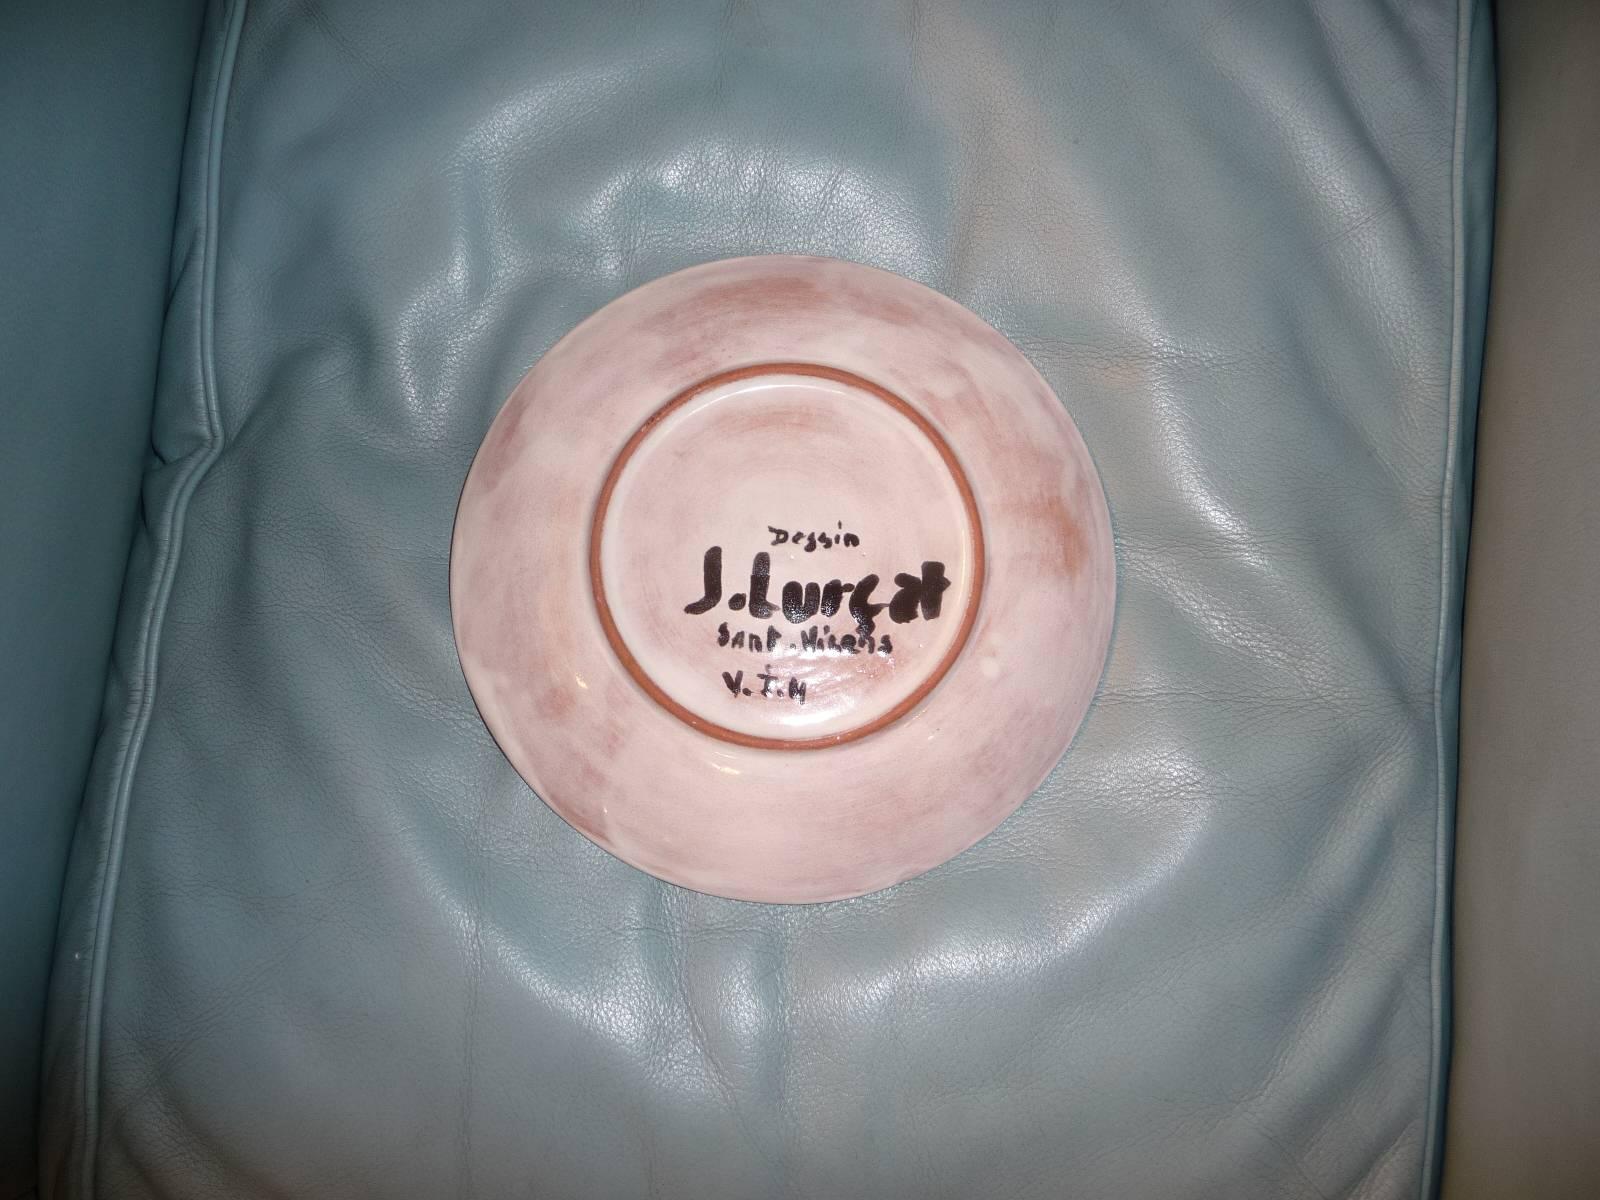 Dessin
J. Lurçat
Sant. Vicens
V. I. M